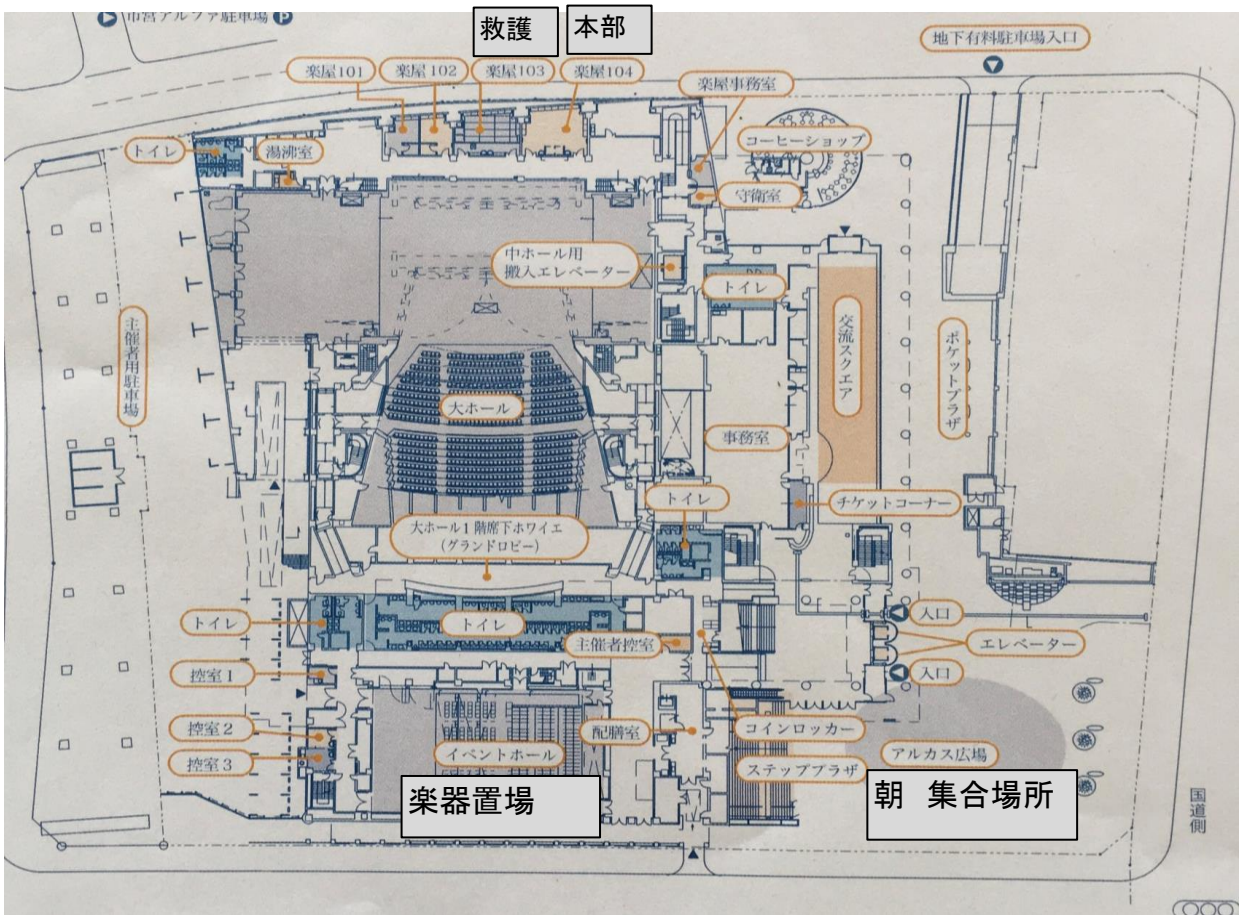 市営アルファ駐車場 P
救護
本部
地下有料駐車場入口
楽屋101
楽屋102
楽屋103
楽屋104
楽屋事務室
コーヒーショップ
トイレ
湯沸室
守衛室
中ホール用
搬入エレベーター
トイレ
主催者用駐車場
交流スクエア
ポケットプラザ
大ホール
事務室
トイレ
チケットコーナー
大ホール1階席下ホワイエ
(グランドロビー)
トイレ
トイレ
主催者控室
入口
エレベーター
入口
控室1
控室2
控室3
イベントホール
配膳室
コインロッカー
ステッププラザ
アルカス広場
楽器置場
朝 集合場所
国道側